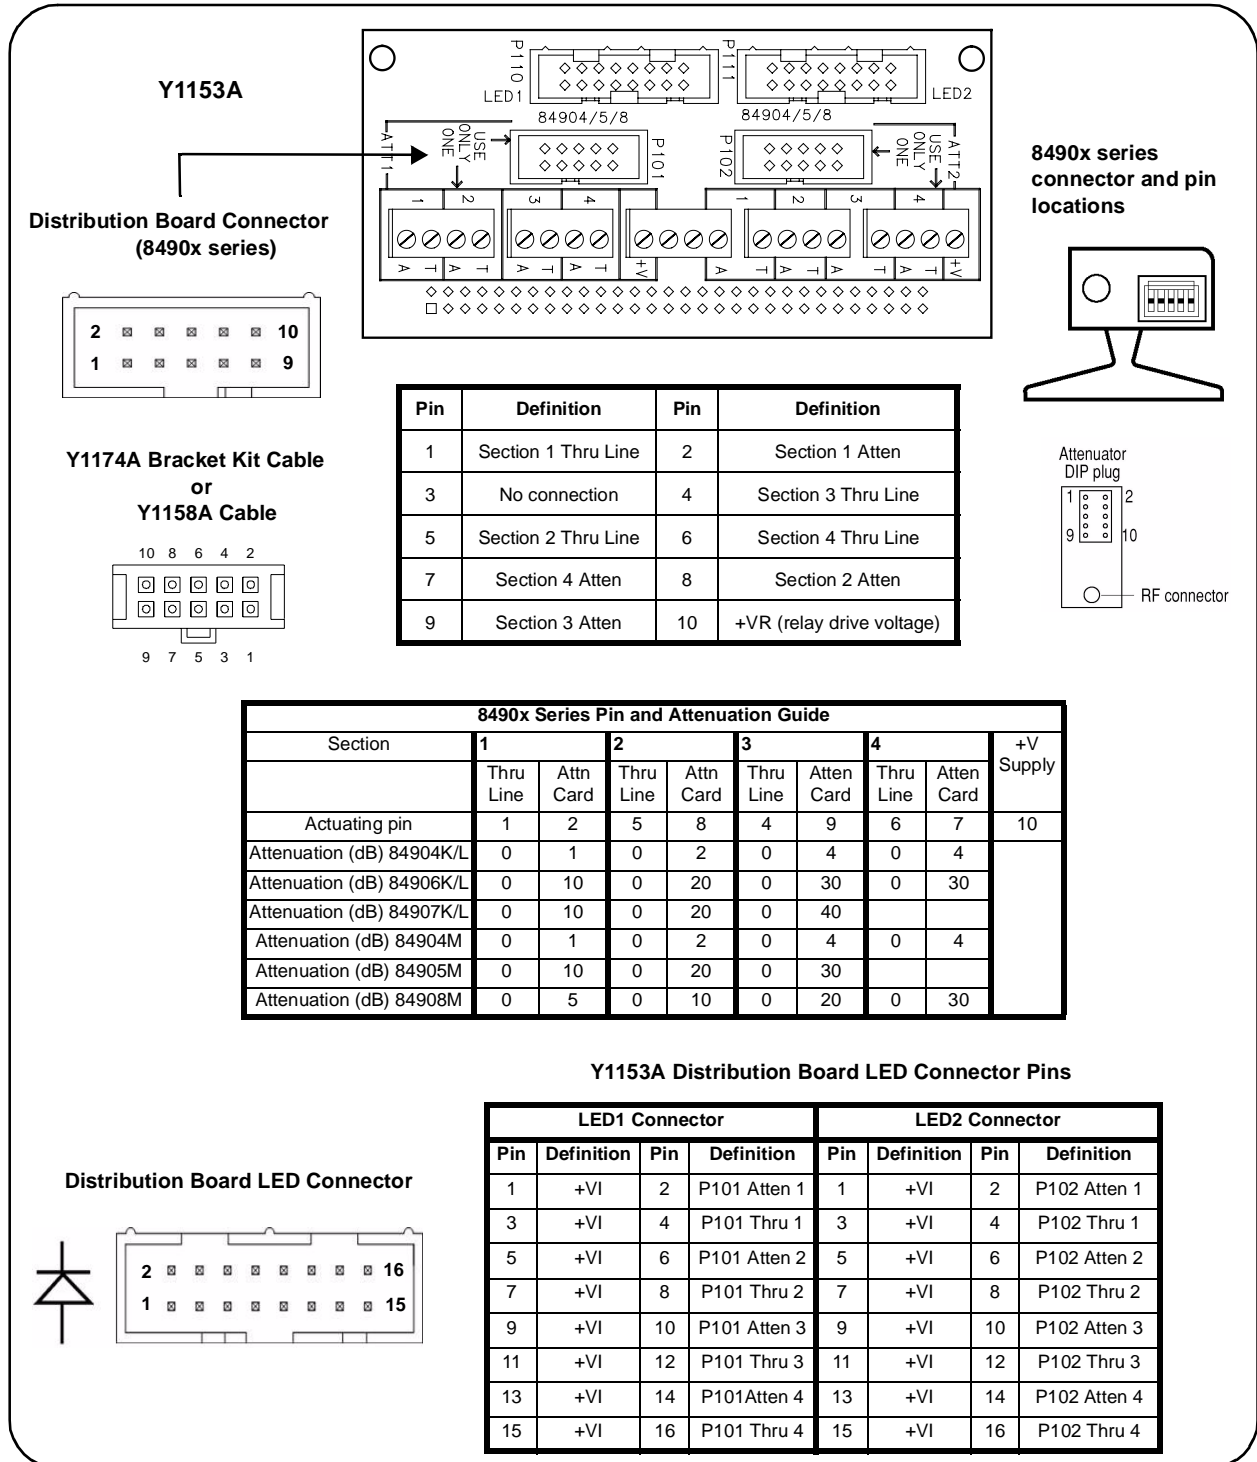 Y1153A
P110
P111
LED1
LED2
84904/5/8
84904/5/8
ATT1
USE ONLY ONE
P101
P102
USE ONLY ONE
ATT2
1 2 3 4 1 2 3 4
A T A T A T A T +V A T A T A T A T +V
Distribution Board Connector
(8490x series)
2 10
1 9
8490x series
connector and pin
locations
Y1174A Bracket Kit Cable
or
Y1158A Cable
10 8 6 4 2
9 7 5 3 1
Pin Definition Pin Definition
1 Section 1 Thru Line 2 Section 1 Atten
3 No connection 4 Section 3 Thru Line
5 Section 2 Thru Line 6 Section 4 Thru Line
7 Section 4 Atten 8 Section 2 Atten
9 Section 3 Atten 10 +VR (relay drive voltage)
Attenuator
DIP plug
1 2
9 10
RF connector
8490x Series Pin and Attenuation Guide
Section 1 2 3 4 +V Supply
Thru Line Attn Card Thru Line Attn Card Thru Line Atten Card Thru Line Atten Card
Actuating pin 1 2 5 8 4 9 6 7 10
Attenuation (dB) 84904K/L 0 1 0 2 0 4 0 4
Attenuation (dB) 84906K/L 0 10 0 20 0 30 0 30
Attenuation (dB) 84907K/L 0 10 0 20 0 40
Attenuation (dB) 84904M 0 1 0 2 0 4 0 4
Attenuation (dB) 84905M 0 10 0 20 0 30
Attenuation (dB) 84908M 0 5 0 10 0 20 0 30
Y1153A Distribution Board LED Connector Pins
LED1 Connector LED2 Connector
Pin Definition Pin Definition Pin Definition Pin Definition
1 +VI 2 P101 Atten 1 1 +VI 2 P102 Atten 1
3 +VI 4 P101 Thru 1 3 +VI 4 P102 Thru 1
5 +VI 6 P101 Atten 2 5 +VI 6 P102 Atten 2
7 +VI 8 P101 Thru 2 7 +VI 8 P102 Thru 2
9 +VI 10 P101 Atten 3 9 +VI 10 P102 Atten 3
11 +VI 12 P101 Thru 3 11 +VI 12 P102 Thru 3
13 +VI 14 P101Atten 4 13 +VI 14 P102 Atten 4
15 +VI 16 P101 Thru 4 15 +VI 16 P102 Thru 4
Distribution Board LED Connector
2 16
1 15